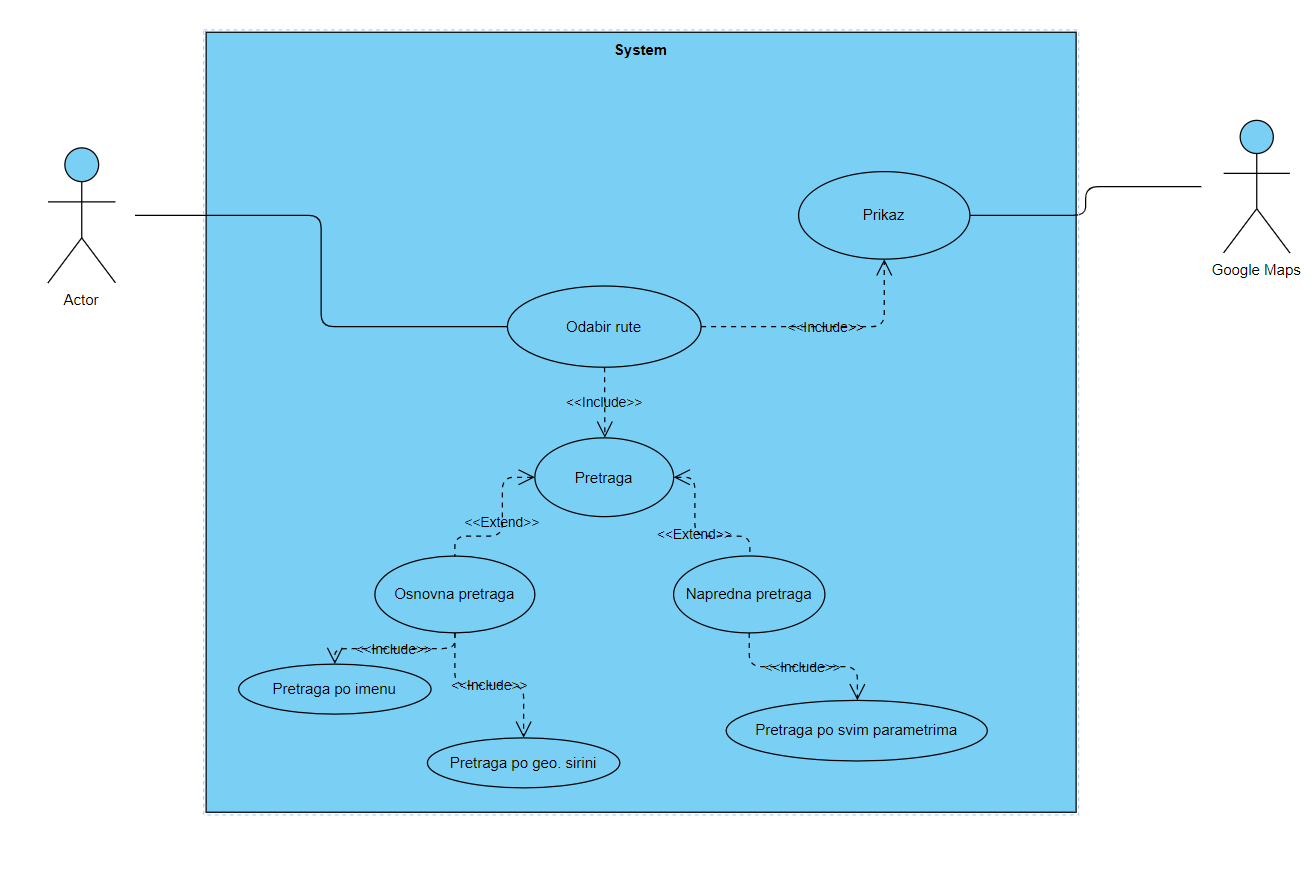 System
Prikaz
Google Maps
Actor
Odabir rute
<<Include>>
<<Include>>
Pretraga
<<Extend>>
<<Extend>>
Osnovna pretraga
Napredna pretraga
<<Include>>
<<Include>>
<<Include>>
Pretraga po imenu
Pretraga po svim parametrima
Pretraga po geo. sirini